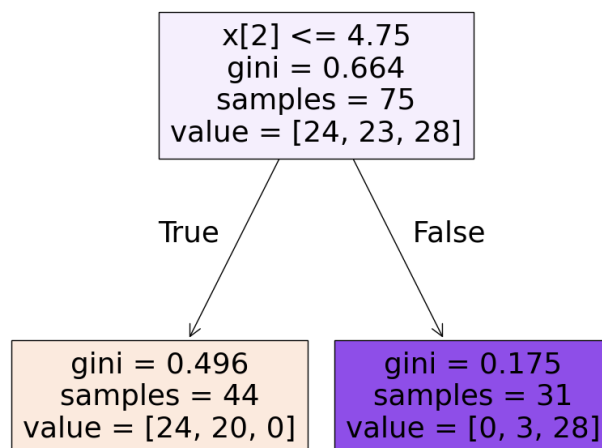 x[2] <= 4.75
gini = 0.664
samples = 75
value = [24, 23, 28]
True
False
gini = 0.496
samples = 44
value = [24, 20, 0]
gini = 0.175
samples = 31
value = [0, 3, 28]